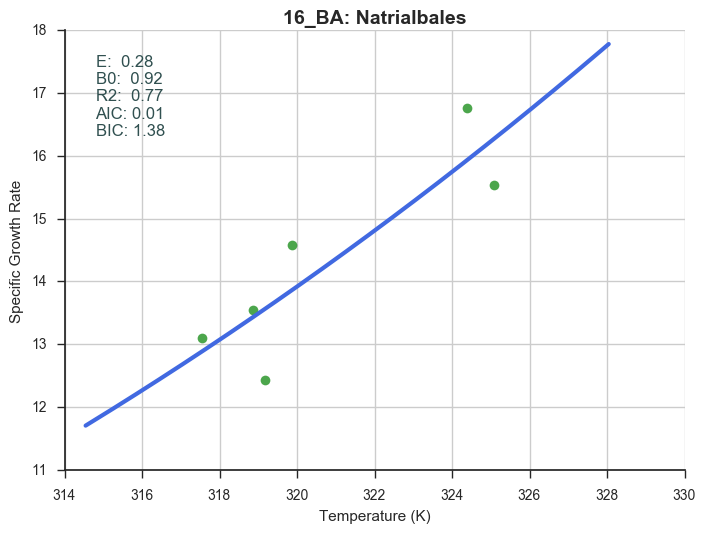 16_BA: Natrialbales
E:  0.28
B0:  0.92
R2:  0.77
AIC: 0.01
BIC: 1.38
Specific Growth Rate
18
17
16
15
14
13
12
11
314 316 318 320 322 324 326 328 330
Temperature (K)